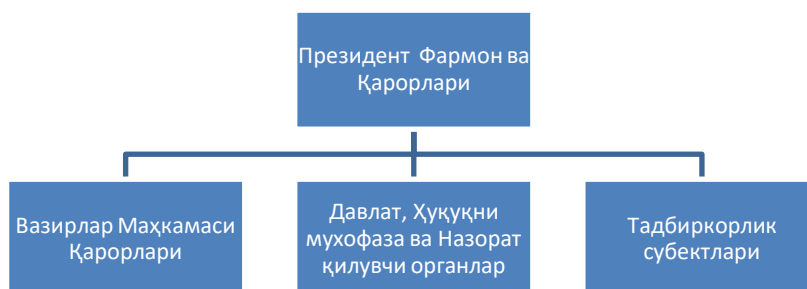 Президент Фармон ва
Қарорлари
Вазирлар Маҳкамаси
Қарорлари
Давлат, Ҳуқуқни
мухофаза ва Назорат
қилувчи органлар
Тадбиркорлик
субектлари